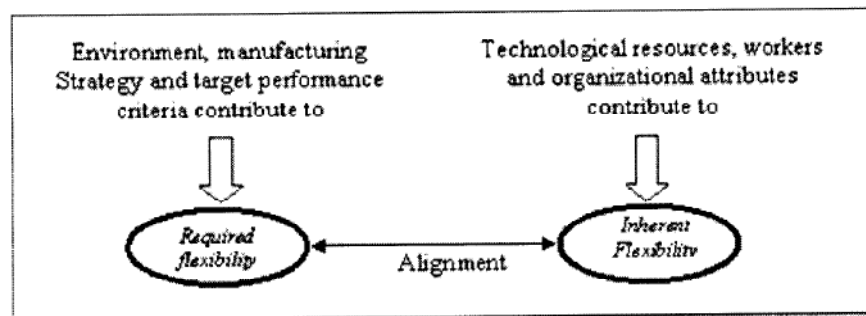 Environment, manufacturing
Strategy and target performance
criteria contribute to
Technological resources, workers
and organizational attributes
contribute to
Required
flexibility
Alignment
Inherent
Flexibility